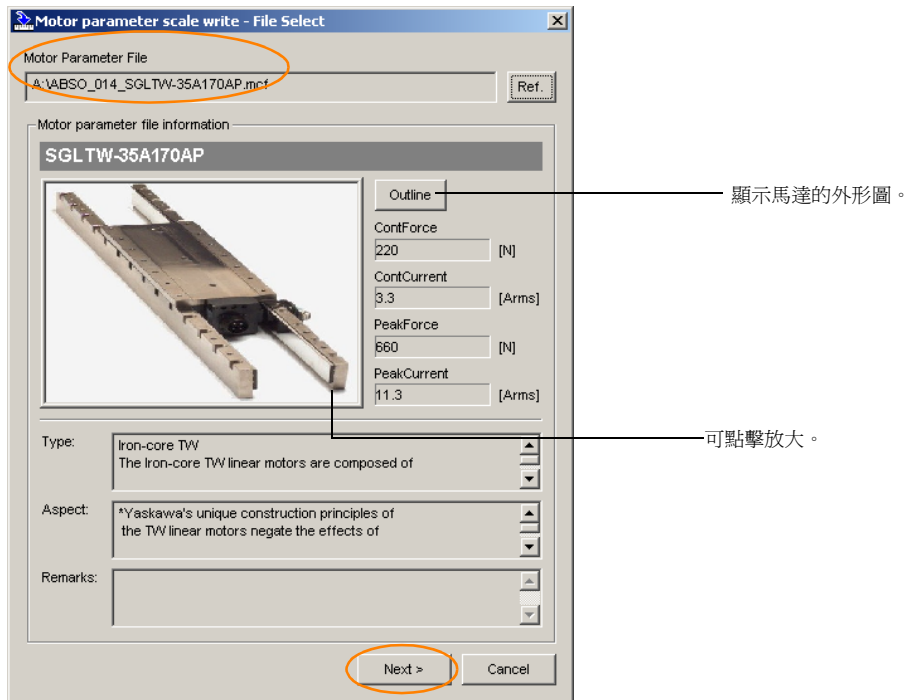 Motor parameter scale write - File Select
Motor Parameter File
A:\ABSO_014_SGLTW-35A170AP.mcf
Ref.
Motor parameter file information
SGLTW-35A170AP
Outline
顯示馬達的外形圖。
ContForce
220 [N]
ContCurrent
3.3 [Arms]
PeakForce
660 [N]
PeakCurrent
11.3 [Arms]
可點擊放大。
Type:
Iron-core TW
The Iron-core TW linear motors are composed of
Aspect:
*Yaskawa's unique construction principles of
the TW linear motors negate the effects of
Remarks:
Next >
Cancel